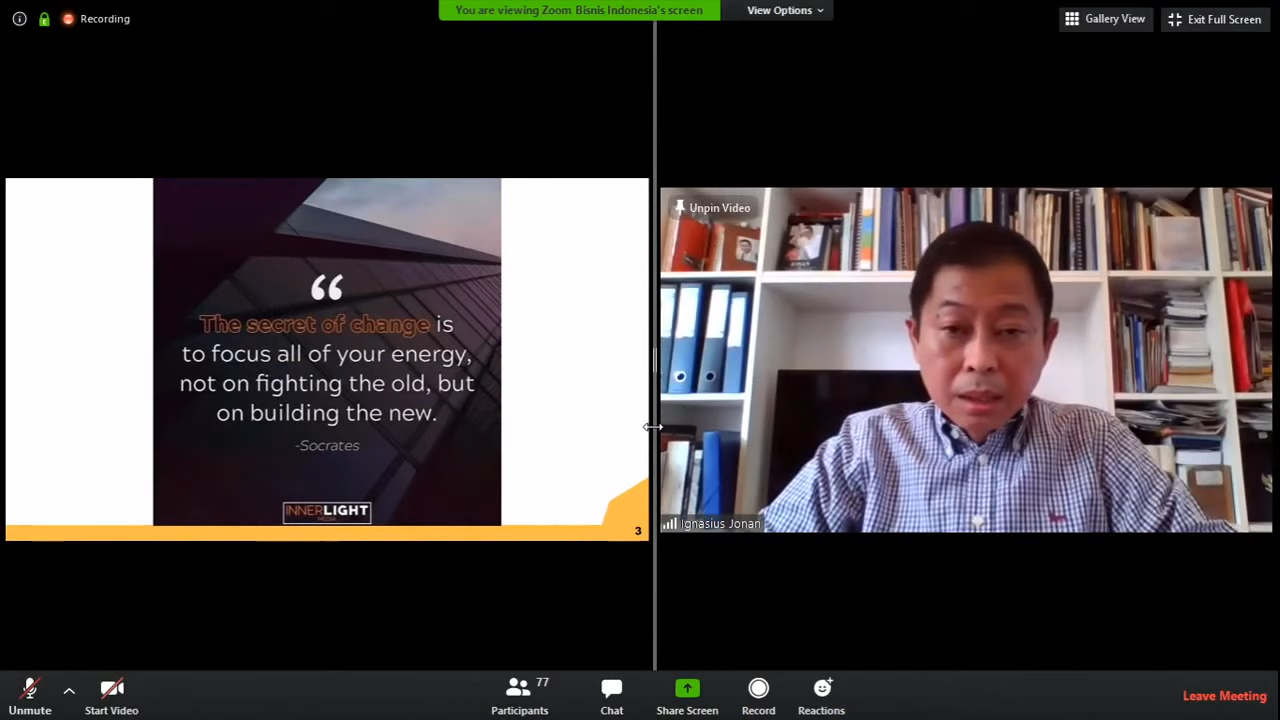 Recording
You are viewing Zoom Bisnis Indonesia's screen
View Options
Gallery View
Exit Full Screen
Unpin Video
“
The secret of change is
to focus all of your energy,
not on fighting the old, but
on building the new.
-Socrates
INNERLIGHT
MEDIA
3
Ignasius Jonan
Unmute
Start Video
77
Participants
Chat
Share Screen
Record
Reactions
Leave Meeting